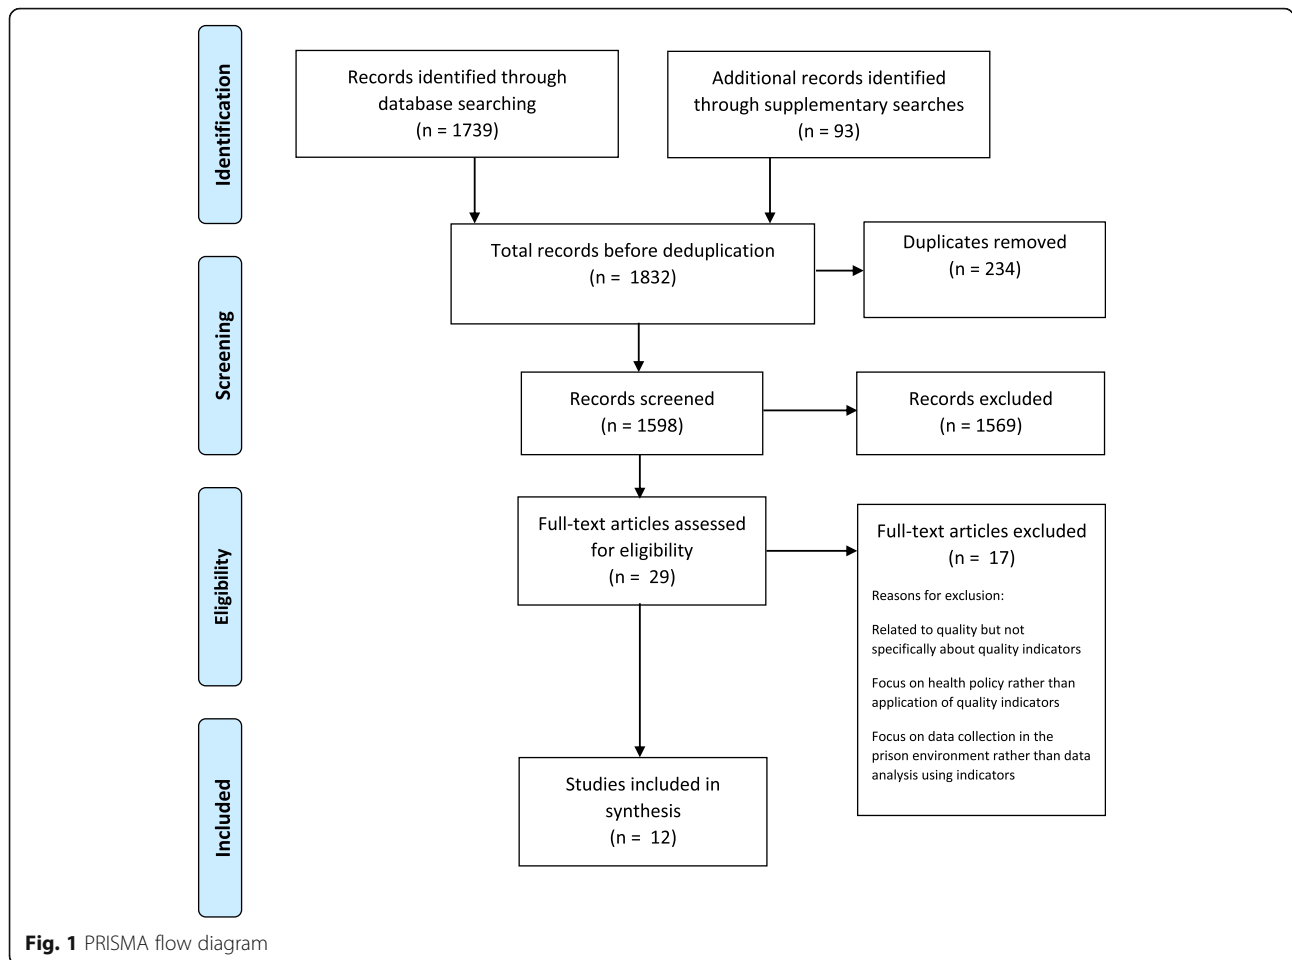 Identification
Records identified through
database searching
(n = 1739)
Additional records identified
through supplementary searches
(n = 93)
Total records before deduplication
(n =  1832)
Duplicates removed
(n = 234)
Screening
Records screened
(n = 1598)
Records excluded
(n = 1569)
Eligibility
Full-text articles assessed
for eligibility
(n =  29)
Full-text articles excluded
(n =  17)
Reasons for exclusion:
Related to quality but not
specifically about quality indicators
Focus on health policy rather than
application of quality indicators
Focus on data collection in the
prison environment rather than data
analysis using indicators
Included
Studies included in
synthesis
(n =  12)
Fig. 1 PRISMA flow diagram